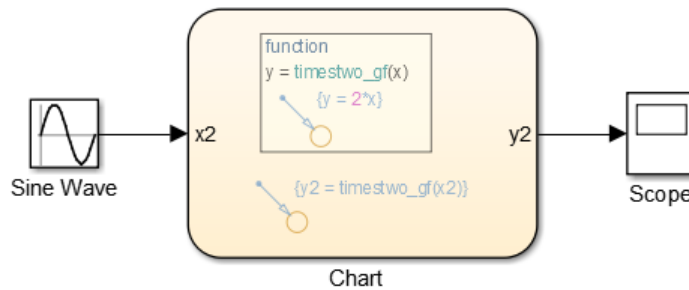 function
y = timestwo_gf(x)
{y = 2*x}
x2
y2
Sine Wave
{y2 = timestwo_gf(x2)}
Scope
Chart